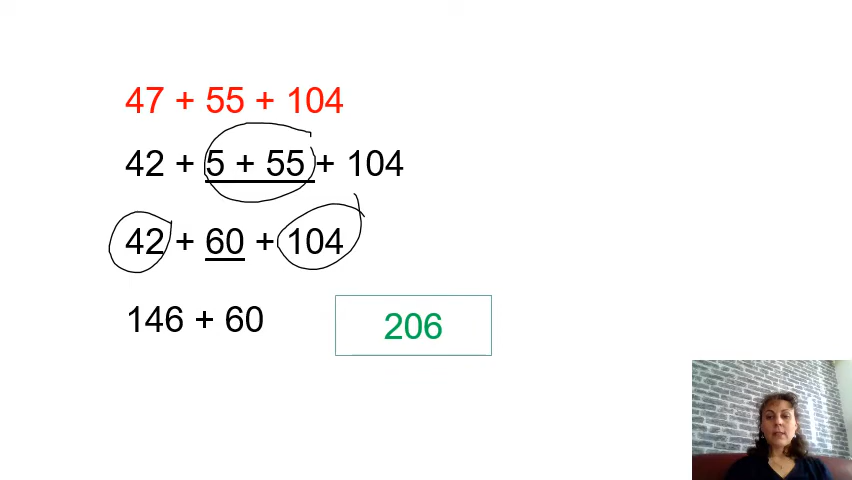 47 + 55 + 104
42 + 5 + 55 + 104
42 + 60 + 104
146 + 60
206